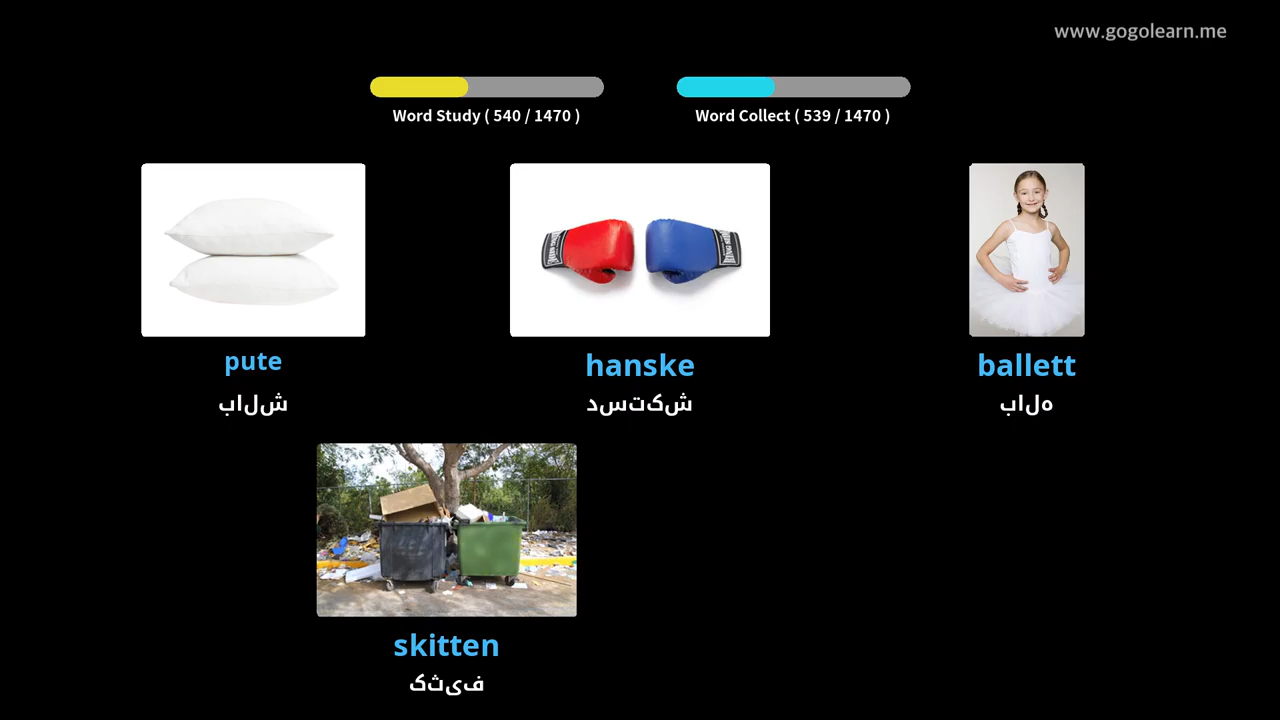 www.gogolearn.me
Word Study ( 540 / 1470 )
Word Collect ( 539 / 1470 )
pute
شلاب
hanske
شکتسد
ballett
هلاب
skitten
فیثک